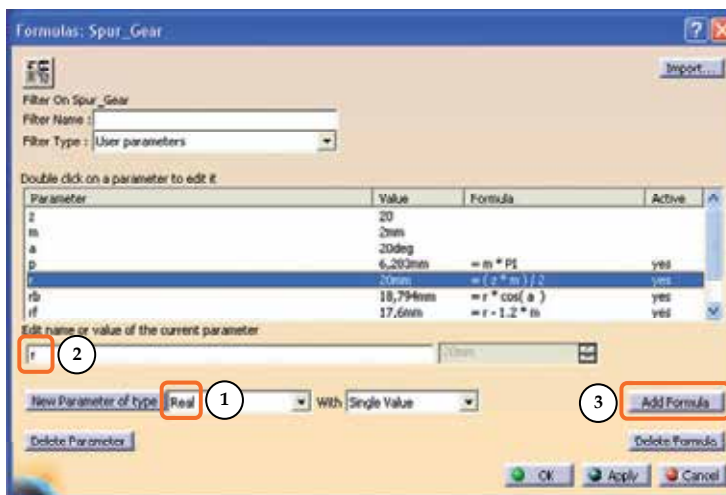 Formulas: Spur_Gear
Import...
Filter On Spur_Gear
Filter Name :
Filter Type : User parameters
Double click on a parameter to edit it
Parameter Value Formula Active
z 20
m 2mm
a 20deg
p 6,283mm = m * PI yes
r 20mm = ( z * m ) / 2 yes
rb 18,794mm = r * cos( a ) yes
rf 17,6mm = r - 1.2 * m yes
Edit name or value of the current parameter
r 2 20mm
New Parameter of type Real 1 With Single Value 3 Add Formula
Delete Parameter Delete Formula
OK Apply Cancel